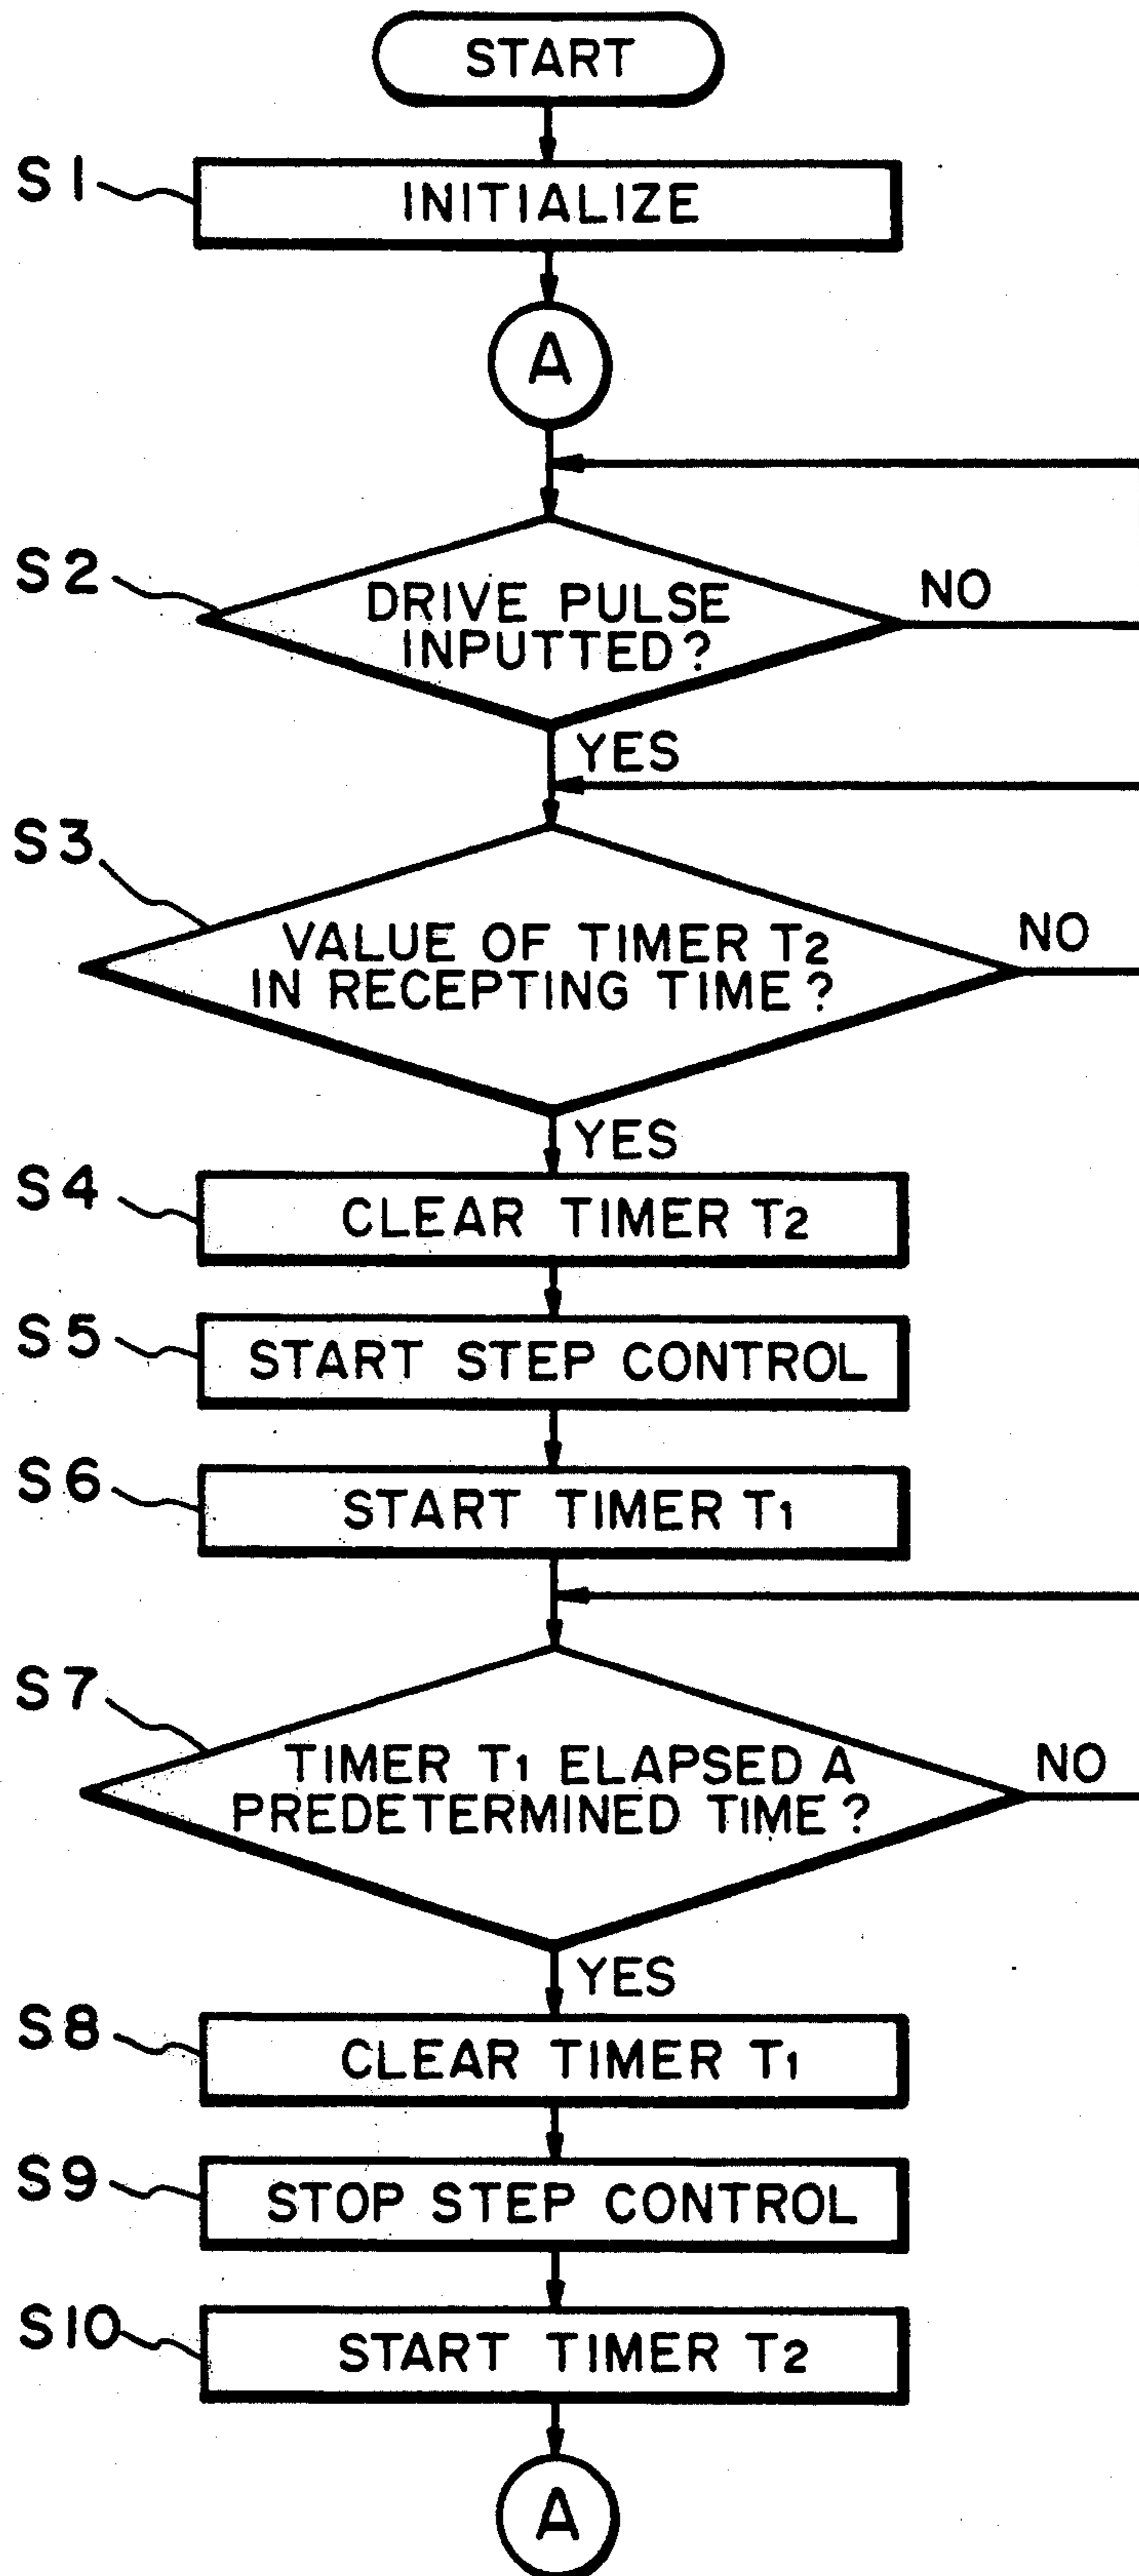 START
S1
INITIALIZE
A
S2
DRIVE PULSE
INPUTTED?
NO
YES
S3
VALUE OF TIMER T2
IN RECEPTING TIME?
NO
YES
S4
CLEAR TIMER T2
S5
START STEP CONTROL
S6
START TIMER T1
S7
TIMER T1 ELAPSED A
PREDETERMINED TIME?
NO
YES
S8
CLEAR TIMER T1
S9
STOP STEP CONTROL
S10
START TIMER T2
A